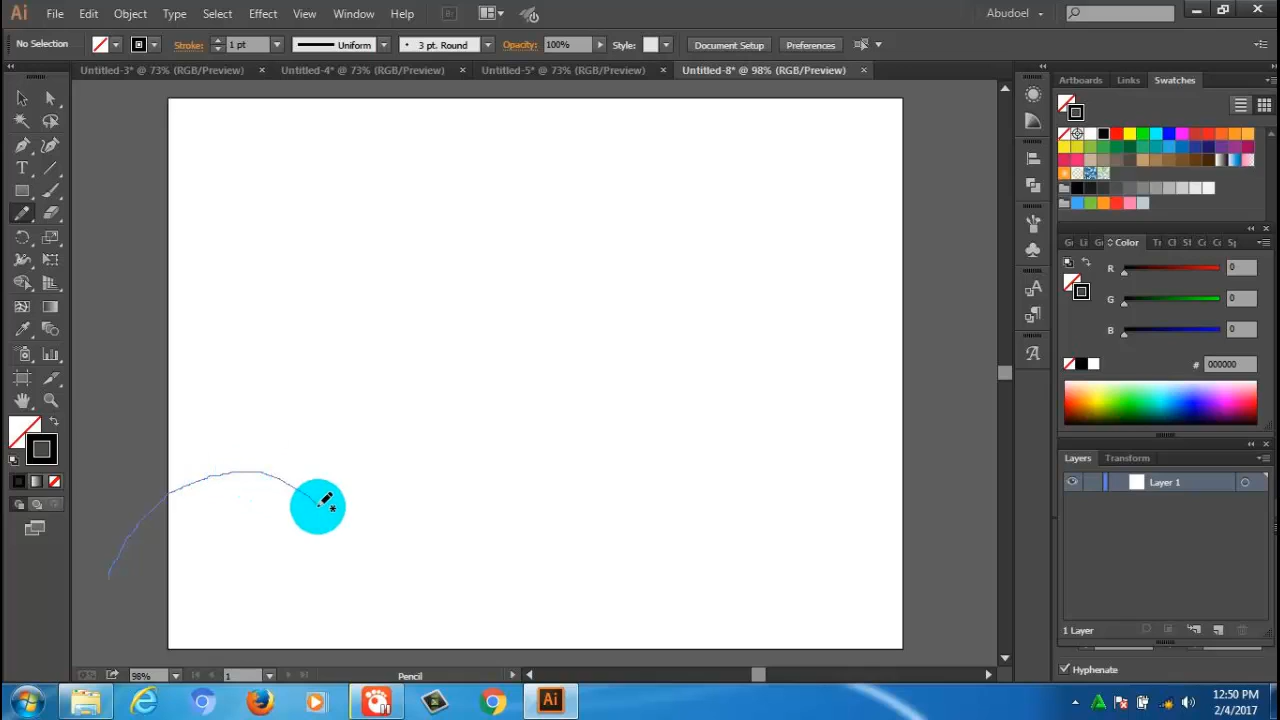 Ai File Edit Object Type Select Effect View Window Help Br Abudoel
No Selection Stroke: 1 pt Uniform 3 pt. Round Opacity: 100% Style: Document Setup Preferences
Untitled-3* @ 73% (RGB/Preview) Untitled-4* @ 73% (RGB/Preview) Untitled-5* @ 73% (RGB/Preview) Untitled-8* @ 98% (RGB/Preview)
Artboards Links Swatches
Color
R 0
G 0
B 0
# 000000
Layers Transform
Layer 1
1 Layer
Hyphenate
98% 1 Pencil
Ai
12:50 PM
2/4/2017